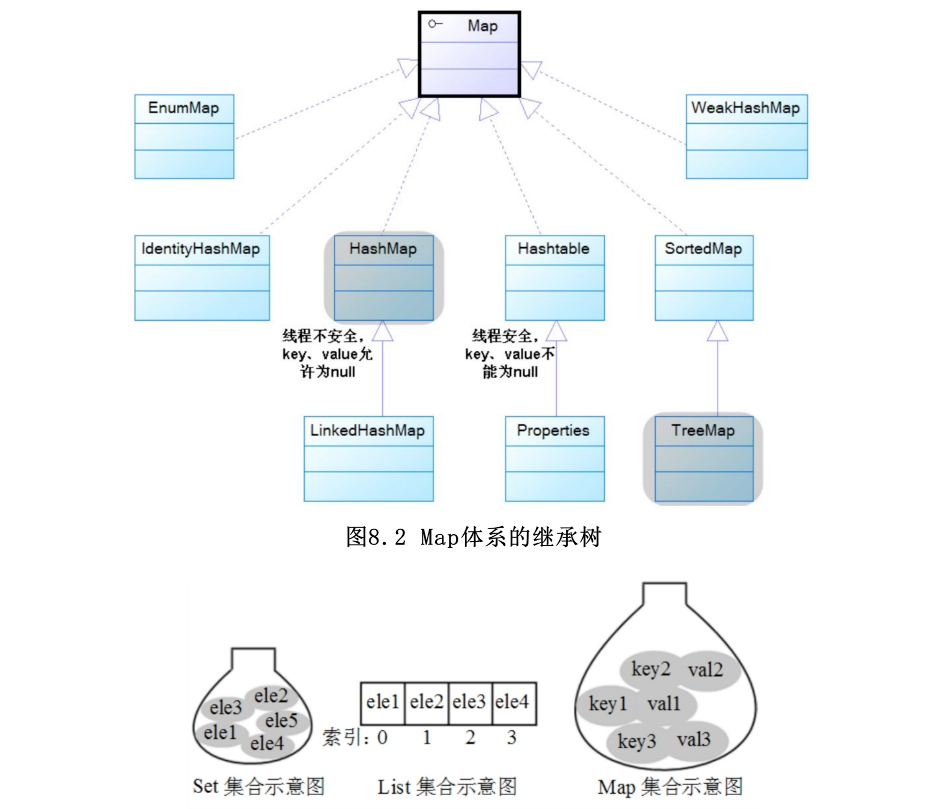 Map
EnumMap
WeakHashMap
IdentityHashMap
HashMap
Hashtable
SortedMap
线程不安全，
key、value允
许为null
线程安全，
key、value不
能为null
LinkedHashMap
Properties
TreeMap
图8.2 Map体系的继承树
ele3
ele2
ele5
ele1
ele4
Set 集合示意图
ele1 ele2 ele3 ele4
索引: 0 1 2 3
List 集合示意图
key2 val2
key1 val1
key3 val3
Map 集合示意图